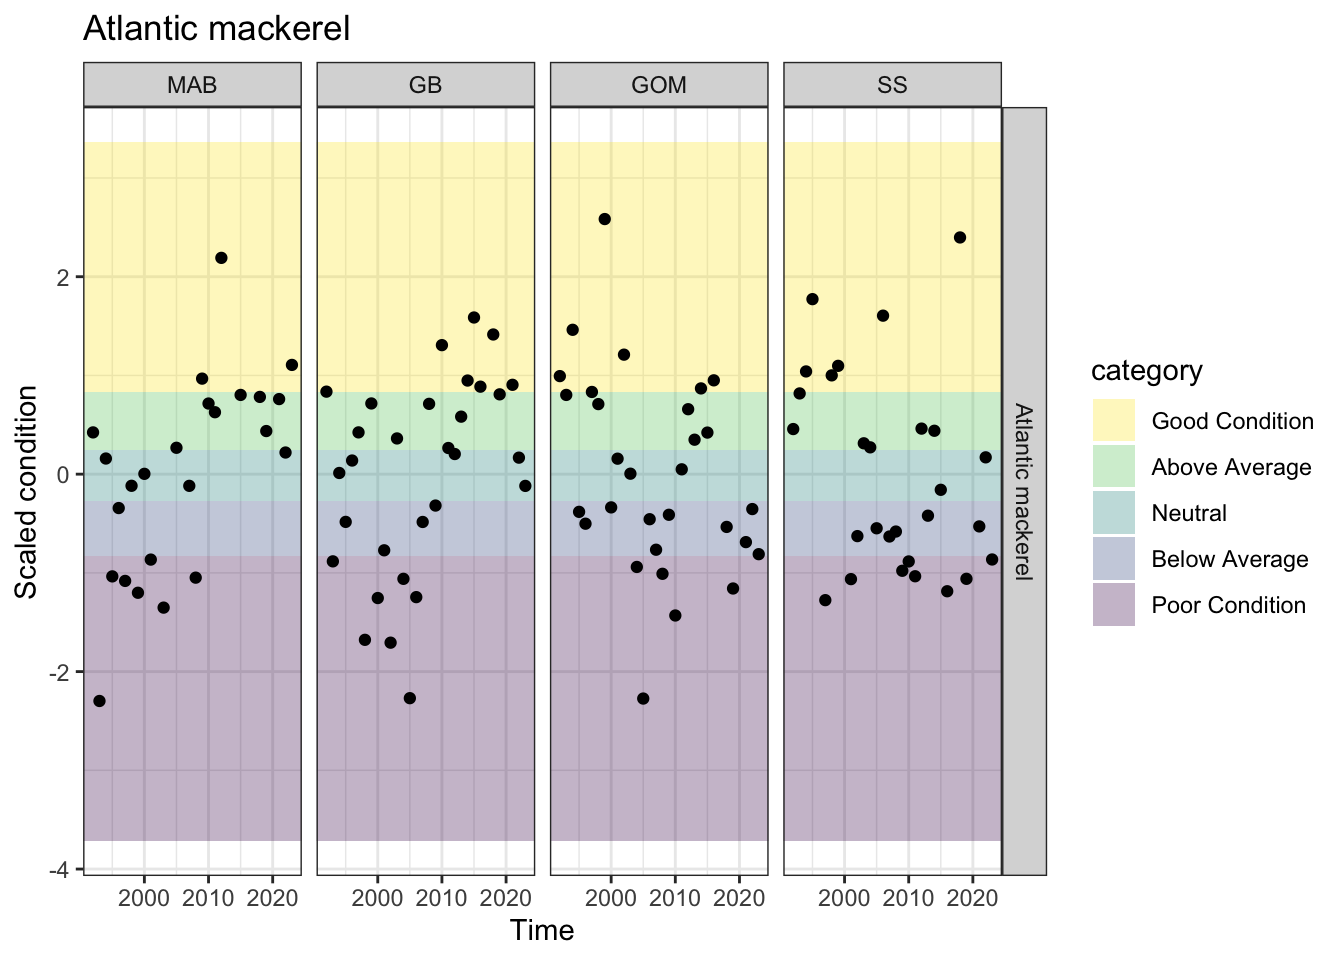 Atlantic mackerel
MAB GB GOM SS
2
0
-2
-4
Scaled condition
Atlantic mackerel
2000 2010 2020 2000 2010 2020 2000 2010 2020 2000 2010 2020
Time
category
Good Condition
Above Average
Neutral
Below Average
Poor Condition